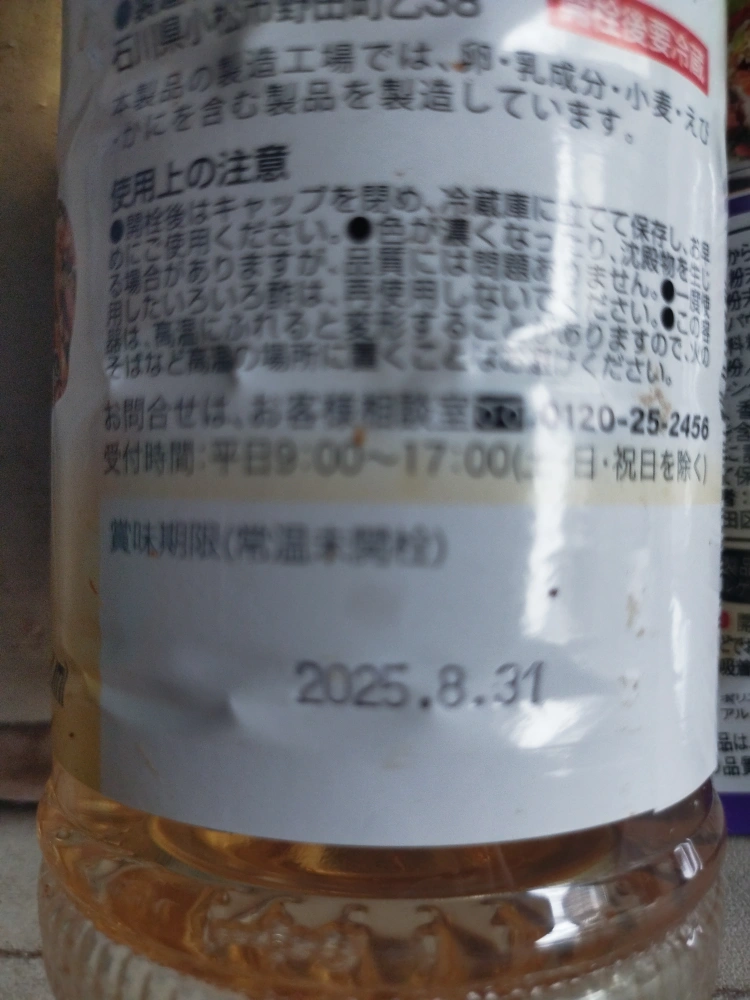 石川県小松市野田町乙38
開栓後要冷蔵
本製品の製造工場では、卵・乳成分・小麦・えび
・かにを含む製品を製造しています。
使用上の注意
●開栓後はキャップを閉め、冷蔵庫に立てて保存し、お早
めにご使用ください。●色が濃くなったり、沈殿物を生じ
る場合がありますが、品質には問題ありません。●一度使
用したいろいろ酢は、再使用しないでください。●この容
器は、高温にふれると変形することがありますので、火の
そばなど高温の場所に置くことはお避けください。
お問合せは、お客様相談室 0120-25-2456
受付時間:平日9:00〜17:00(土・日・祝日を除く)
賞味期限(常温未開栓)
2025.8.31